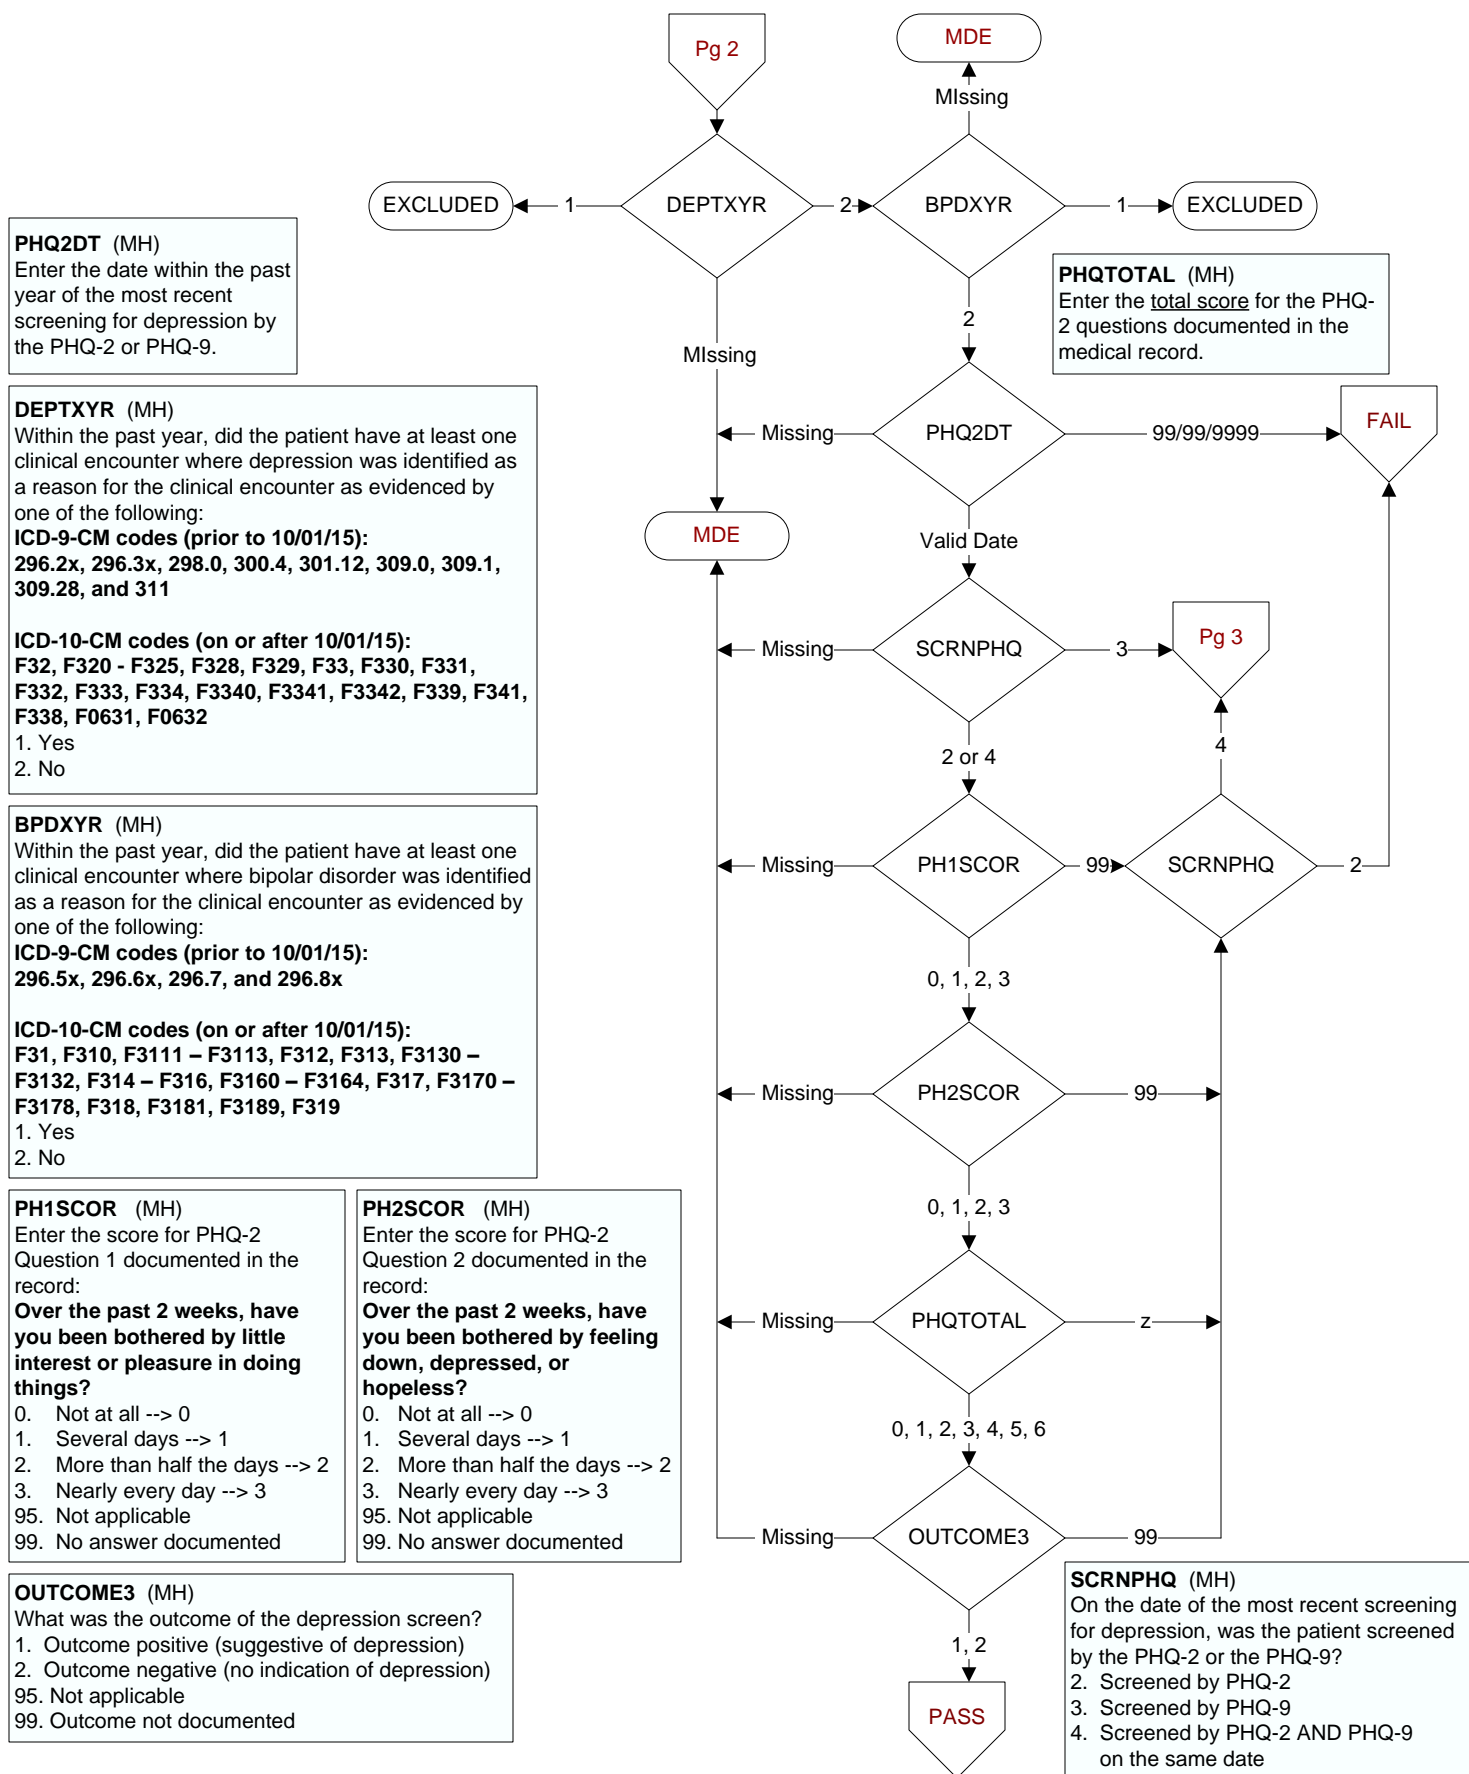 Pg 2
MDE
MIssing
EXCLUDED
1
DEPTXYR
2
BPDXYR
1
EXCLUDED
PHQ2DT (MH)
Enter the date within the past
year of the most recent
screening for depression by
the PHQ-2 or PHQ-9.
PHQTOTAL (MH)
Enter the total score for the PHQ-
2 questions documented in the
medical record.
2
MIssing
DEPTXYR (MH)
Within the past year, did the patient have at least one
clinical encounter where depression was identified as
a reason for the clinical encounter as evidenced by
one of the following:
ICD-9-CM codes (prior to 10/01/15):
296.2x, 296.3x, 298.0, 300.4, 301.12, 309.0, 309.1,
309.28, and 311
ICD-10-CM codes (on or after 10/01/15):
F32, F320 - F325, F328, F329, F33, F330, F331,
F332, F333, F334, F3340, F3341, F3342, F339, F341,
F338, F0631, F0632
1. Yes
2. No
Missing
PHQ2DT
99/99/9999
FAIL
MDE
Valid Date
Missing
SCRNPHQ
3
Pg 3
2 or 4
4
BPDXYR (MH)
Within the past year, did the patient have at least one
clinical encounter where bipolar disorder was identified
as a reason for the clinical encounter as evidenced by
one of the following:
ICD-9-CM codes (prior to 10/01/15):
296.5x, 296.6x, 296.7, and 296.8x
ICD-10-CM codes (on or after 10/01/15):
F31, F310, F3111 – F3113, F312, F313, F3130 –
F3132, F314 – F316, F3160 – F3164, F317, F3170 –
F3178, F318, F3181, F3189, F319
1. Yes
2. No
Missing
PH1SCOR
99
SCRNPHQ
2
0, 1, 2, 3
Missing
PH2SCOR
99
0, 1, 2, 3
PH1SCOR (MH)
Enter the score for PHQ-2
Question 1 documented in the
record:
Over the past 2 weeks, have
you been bothered by little
interest or pleasure in doing
things?
0. Not at all --> 0
1. Several days --> 1
2. More than half the days --> 2
3. Nearly every day --> 3
95. Not applicable
99. No answer documented
PH2SCOR (MH)
Enter the score for PHQ-2
Question 2 documented in the
record:
Over the past 2 weeks, have
you been bothered by feeling
down, depressed, or
hopeless?
0. Not at all --> 0
1. Several days --> 1
2. More than half the days --> 2
3. Nearly every day --> 3
95. Not applicable
99. No answer documented
Missing
PHQTOTAL
z
0, 1, 2, 3, 4, 5, 6
Missing
OUTCOME3
99
1, 2
PASS
OUTCOME3 (MH)
What was the outcome of the depression screen?
1. Outcome positive (suggestive of depression)
2. Outcome negative (no indication of depression)
95. Not applicable
99. Outcome not documented
SCRNPHQ (MH)
On the date of the most recent screening
for depression, was the patient screened
by the PHQ-2 or the PHQ-9?
2. Screened by PHQ-2
3. Screened by PHQ-9
4. Screened by PHQ-2 AND PHQ-9
on the same date